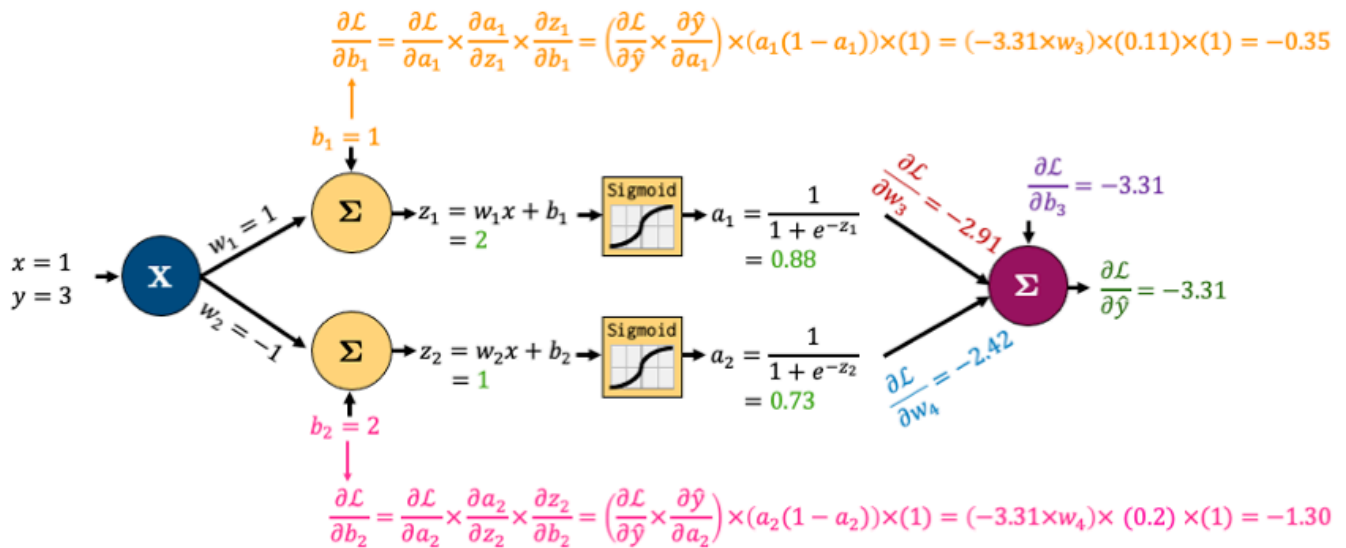 ∂ℒ/∂b₁ = ∂ℒ/∂a₁ × ∂a₁/∂z₁ × ∂z₁/∂b₁ = (∂ℒ/∂ŷ × ∂ŷ/∂a₁) ×(a₁(1 − a₁))×(1) = (−3.31×w₃)×(0.11)×(1) = −0.35
b₁ = 1
x = 1
y = 3
X
w₁ = 1
w₂ = −1
Σ
z₁ = w₁x + b₁
= 2
Sigmoid
a₁ = 1/(1 + e^(−z₁))
= 0.88
∂ℒ/∂w₃ = −2.91
∂ℒ/∂b₃ = −3.31
Σ
∂ℒ/∂ŷ = −3.31
Σ
z₂ = w₂x + b₂
= 1
Sigmoid
a₂ = 1/(1 + e^(−z₂))
= 0.73
∂ℒ/∂w₄ = −2.42
b₂ = 2
∂ℒ/∂b₂ = ∂ℒ/∂a₂ × ∂a₂/∂z₂ × ∂z₂/∂b₂ = (∂ℒ/∂ŷ × ∂ŷ/∂a₂) ×(a₂(1 − a₂))×(1) = (−3.31×w₄)× (0.2) ×(1) = −1.30